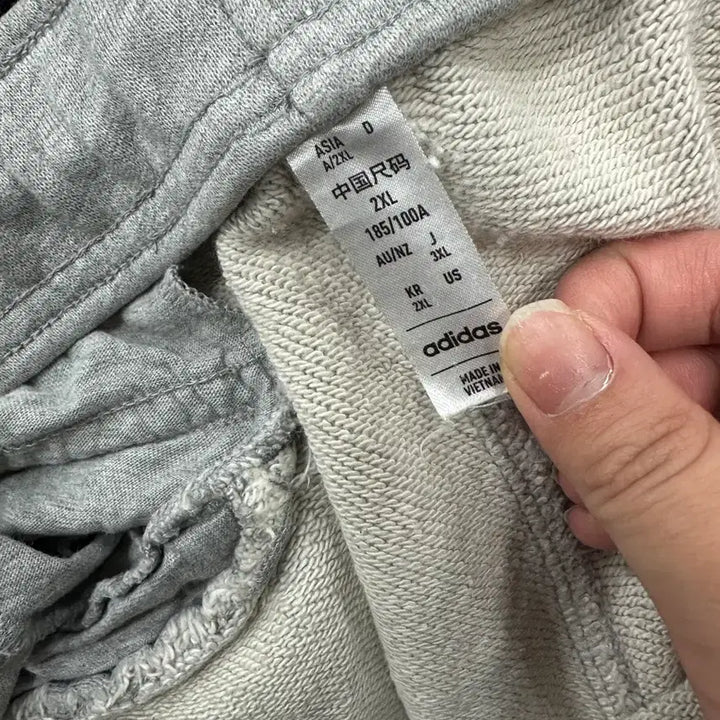 ASIA D
A/2XL
中国尺码
2XL
185/100A
AU/NZ J
3XL
KR US
2XL
adidas
MADE IN
VIETNAM